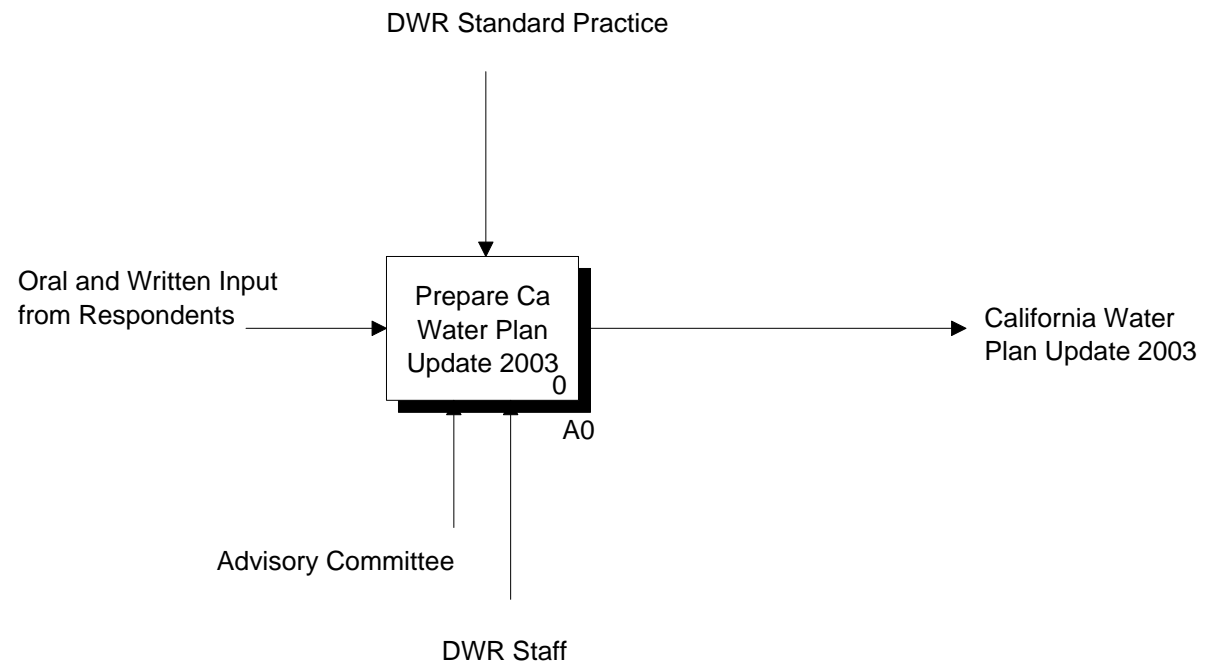 DWR Standard Practice
Oral and Written Input
from Respondents
Prepare Ca
Water Plan
Update 2003
0
A0
California Water
Plan Update 2003
Advisory Committee
DWR Staff